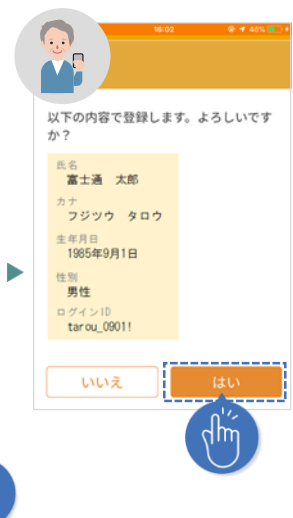 16:02
46%
以下の内容で登録します。よろしいです
か？
氏名
富士通 太郎
カナ
フジツウ タロウ
生年月日
1985年9月1日
性別
男性
ログインID
tarou_0901!
いいえ
はい